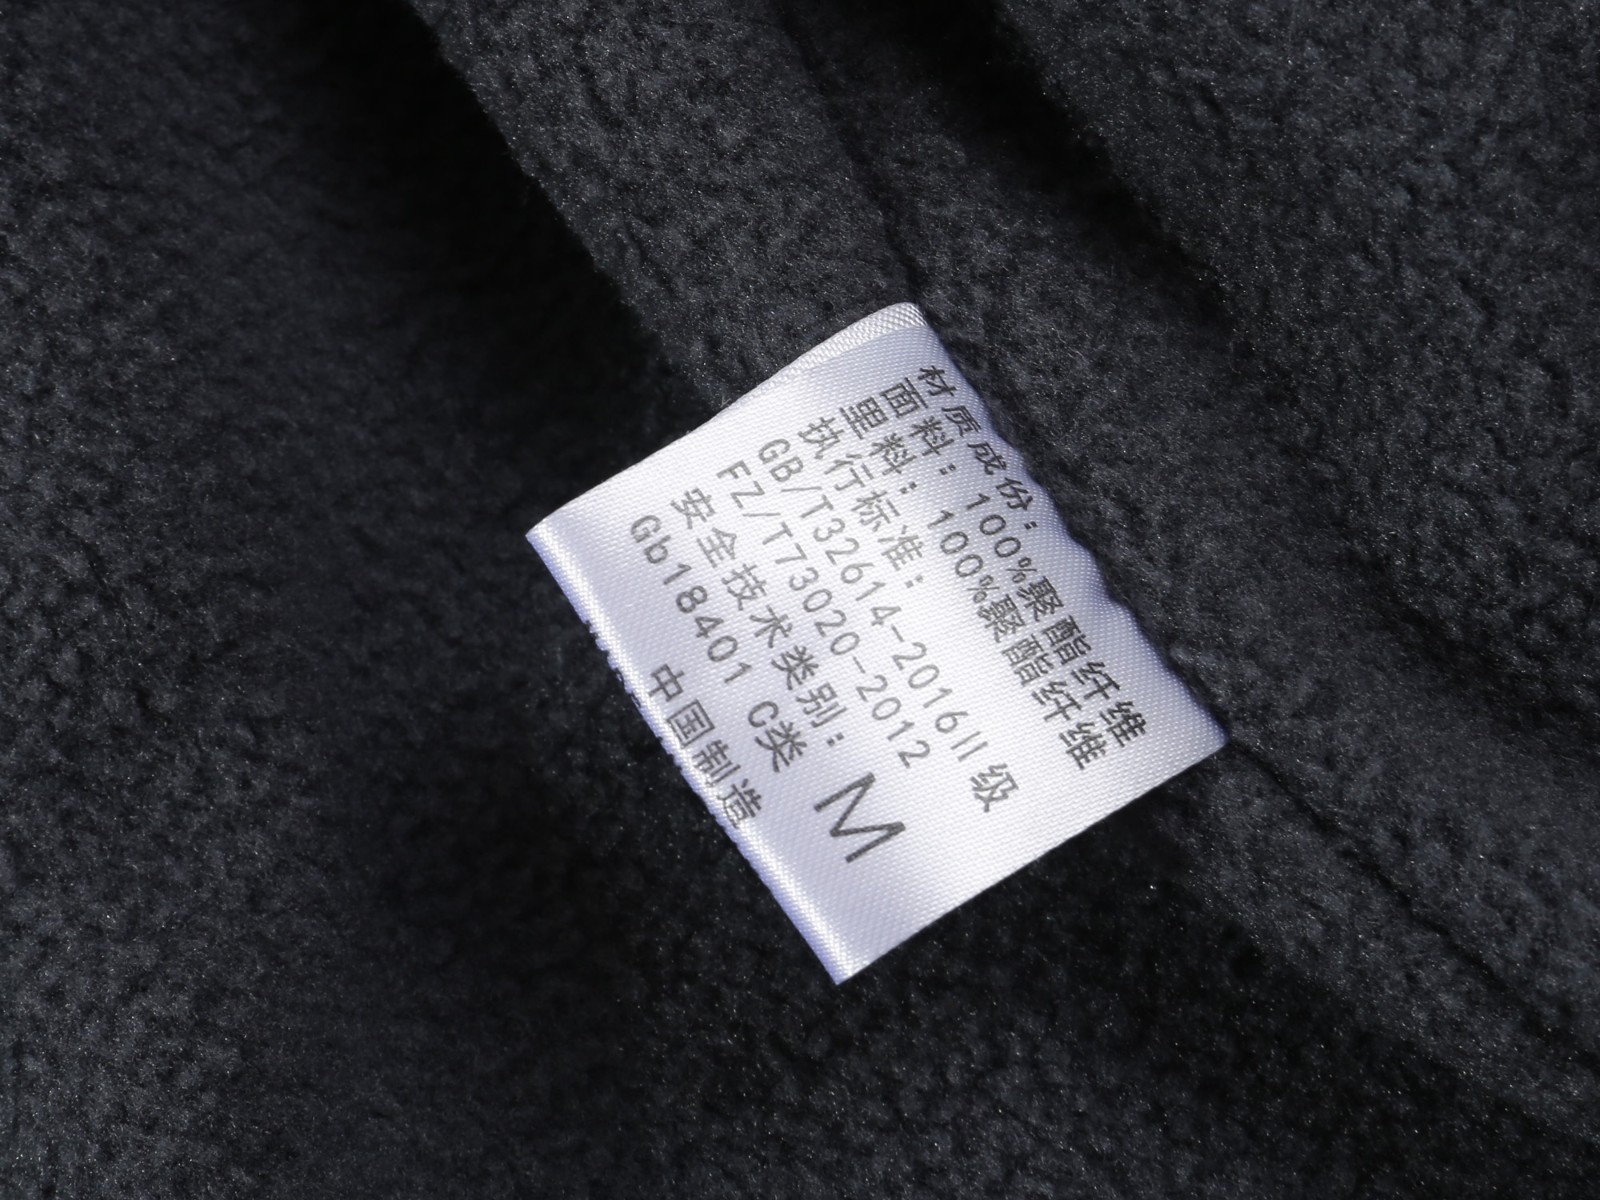 材质成份：
面料：100%聚酯纤维
里料：100%聚酯纤维
执行标准：
GB/T32614-2016II级
FZ/T73020-2012
安全技术类别：
Gb18401 C类
M
中国制造